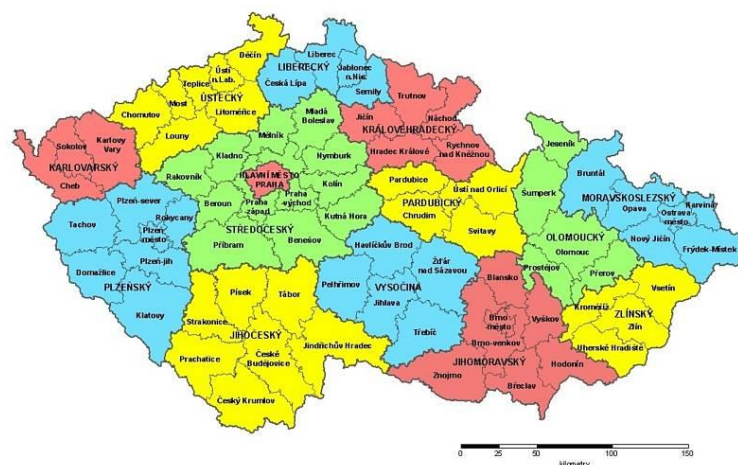 Děčín
Liberec
LIBERECKÝ
Ústí
n.Lab.
Teplice
Jablonec
n.Nis.
Česká Lípa
ÚSTECKÝ
Most
Semily
Chomutov
Litoměřice
Trutnov
Mladá
Boleslav
Louny
Jičín
Náchod
KRÁLOVÉHRADECKÝ
Mělník
Sokolov
Karlovy
Vary
KARLOVARSKÝ
Cheb
Kladno
Nymburk
Hradec Králové
Rychnov
nad Kněžnou
Jeseník
Rakovník
HLAVNÍ MĚSTO
PRAHA
Kolín
Pardubice
Bruntál
Plzeň-sever
Beroun
Praha
západ
Praha
východ
PARDUBICKÝ
Ústí nad Orlicí
Šumperk
MORAVSKOSLEZSKÝ
Karviná
Opava
Ostrava-
město
Tachov
Rokycany
Kutná Hora
Chrudim
STŘEDOČESKÝ
Plzeň
město
Svitavy
OLOMOUCKÝ
Nový Jičín
Příbram
Benešov
Havlíčkův Brod
Frýdek-Místek
Domažlice
Plzeň-jih
Žďár
nad Sázavou
Olomouc
Prostějov
Přerov
PLZEŇSKÝ
Písek
Tábor
Pelhřimov
VYSOČINA
Jihlava
Blansko
Vsetín
Klatovy
Kroměříž
ZLÍNSKÝ
Strakonice
Brno-
město
Vyškov
Zlín
JIHOČESKÝ
Třebíč
Brno-venkov
Uherské Hradiště
Prachatice
České
Budějovice
Jindřichův Hradec
JIHOMORAVSKÝ
Hodonín
Znojmo
Břeclav
Český Krumlov
0 25 50 100 150
kilometry